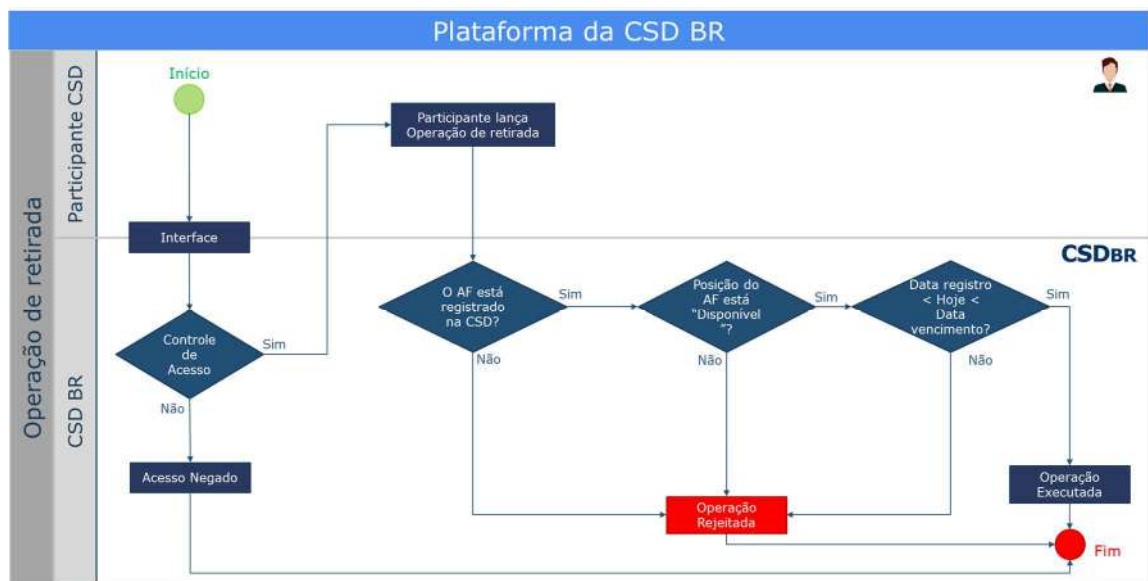 Plataforma da CSD BR
Operação de retirada
Participante CSD
CSD BR
Início
Participante lança
Operação de retirada
Interface
CSDBR
Controle
de
Acesso
Sim
Não
Acesso Negado
O AF está
registrado
na CSD?
Sim
Não
Posição do
AF está
"Disponível
"?
Sim
Não
Data registro
< Hoje <
Data
vencimento?
Sim
Não
Operação
Rejeitada
Operação
Executada
Fim